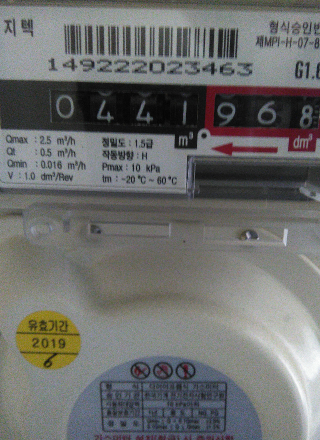 지텍
형식승인번
제MPI-H-07-8
149222023463
G1.6
0441 968
m³
dm³
Qmax : 2.5 m³/h
Qt : 0.5 m³/h
Qmin : 0.016 m³/h
V : 1.0 dm³/Rev
정밀도 : 1.5급
작동방향 : H
Pmax : 10 kPa
tm : -20℃~60℃
유효기간
2019
6
형 식